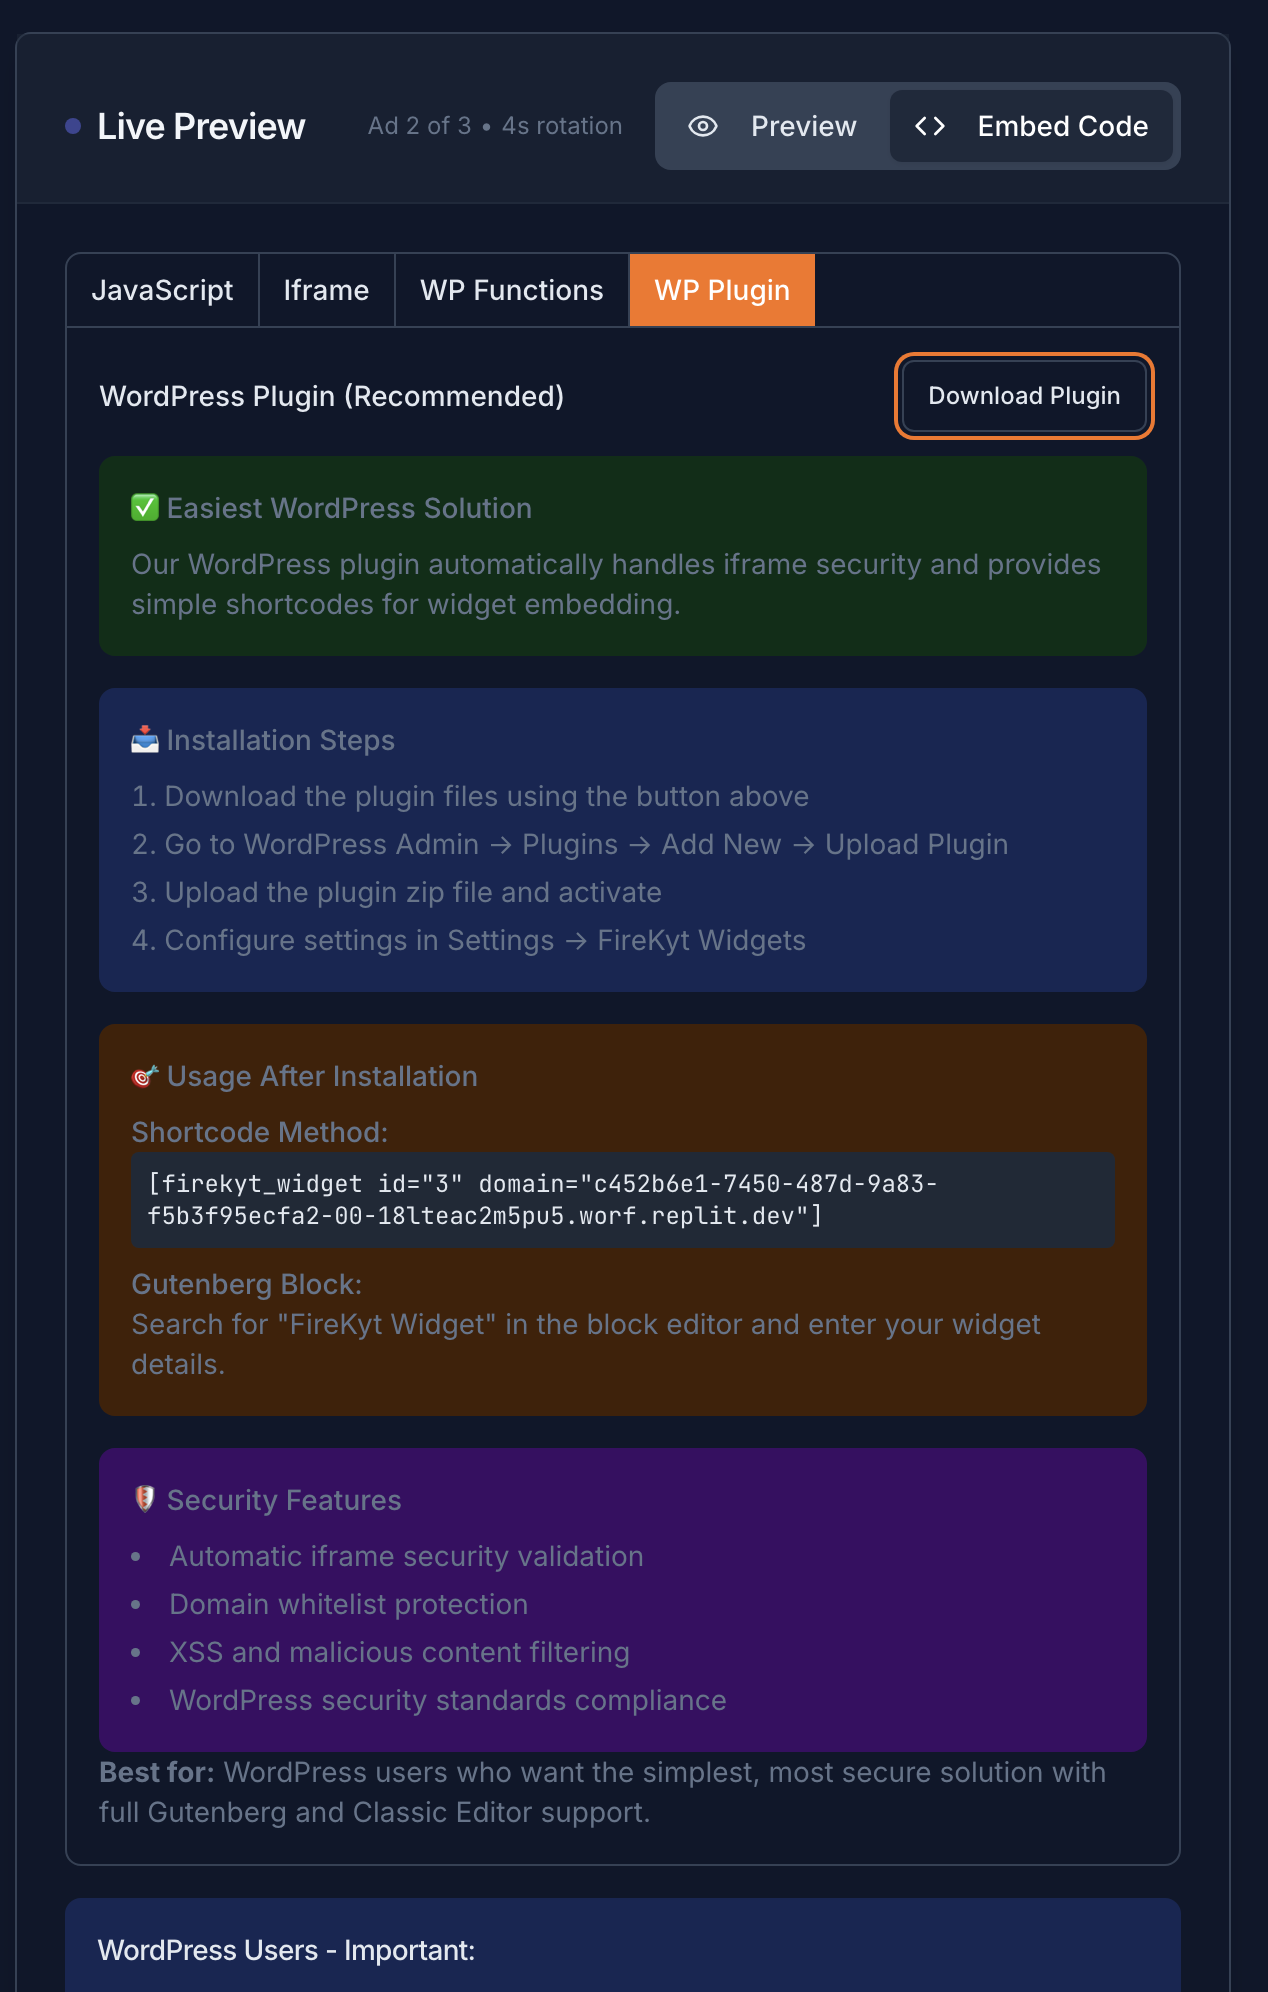 Live Preview
Ad 2 of 3 • 4s rotation
Preview
Embed Code
JavaScript
Iframe
WP Functions
WP Plugin
WordPress Plugin (Recommended)
Download Plugin
✅ Easiest WordPress Solution
Our WordPress plugin automatically handles iframe security and provides
simple shortcodes for widget embedding.
📥 Installation Steps
1. Download the plugin files using the button above
2. Go to WordPress Admin → Plugins → Add New → Upload Plugin
3. Upload the plugin zip file and activate
4. Configure settings in Settings → FireKyt Widgets
🎯 Usage After Installation
Shortcode Method:
[firekyt_widget id="3" domain="c452b6e1-7450-487d-9a83-
f5b3f95ecfa2-00-18lteac2m5pu5.worf.replit.dev"]
Gutenberg Block:
Search for "FireKyt Widget" in the block editor and enter your widget
details.
🛡️ Security Features
• Automatic iframe security validation
• Domain whitelist protection
• XSS and malicious content filtering
• WordPress security standards compliance
Best for: WordPress users who want the simplest, most secure solution with
full Gutenberg and Classic Editor support.
WordPress Users - Important: